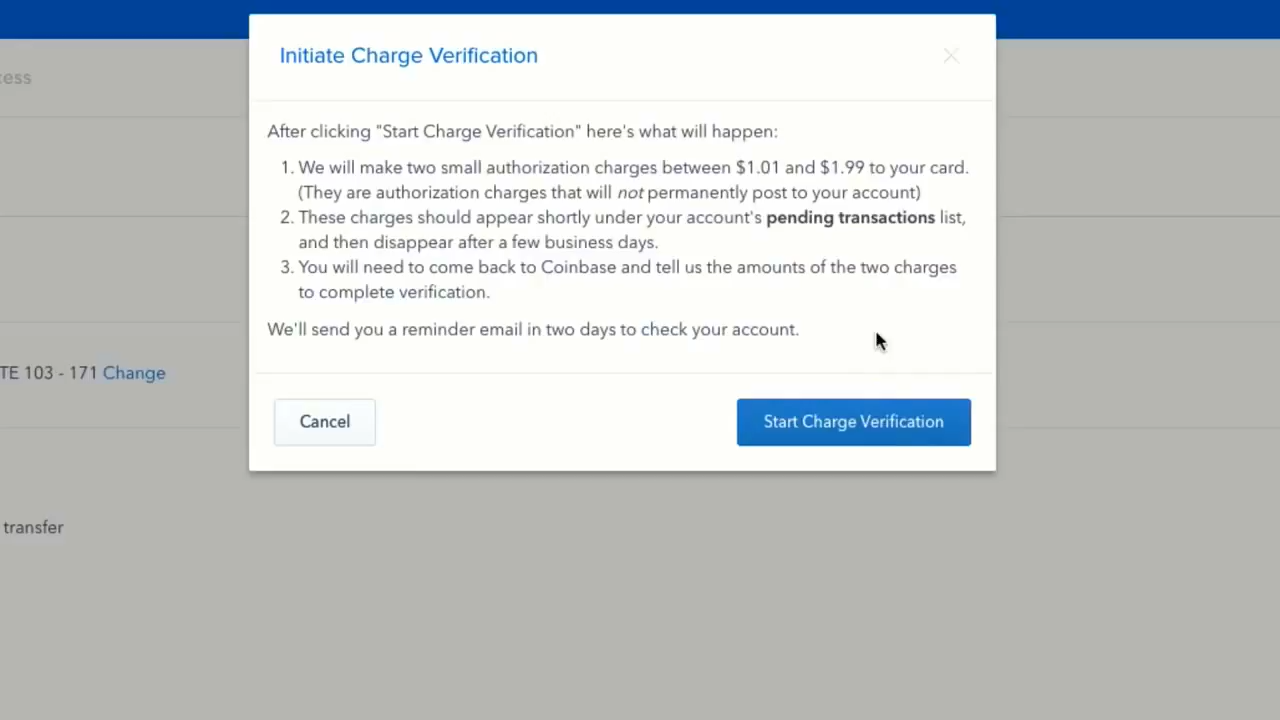 Initiate Charge Verification
cess
After clicking "Start Charge Verification" here's what will happen:
1. We will make two small authorization charges between $1.01 and $1.99 to your card.
(They are authorization charges that will not permanently post to your account)
2. These charges should appear shortly under your account's pending transactions list,
and then disappear after a few business days.
3. You will need to come back to Coinbase and tell us the amounts of the two charges
to complete verification.
We'll send you a reminder email in two days to check your account.
TE 103 - 171 Change
Cancel
Start Charge Verification
transfer